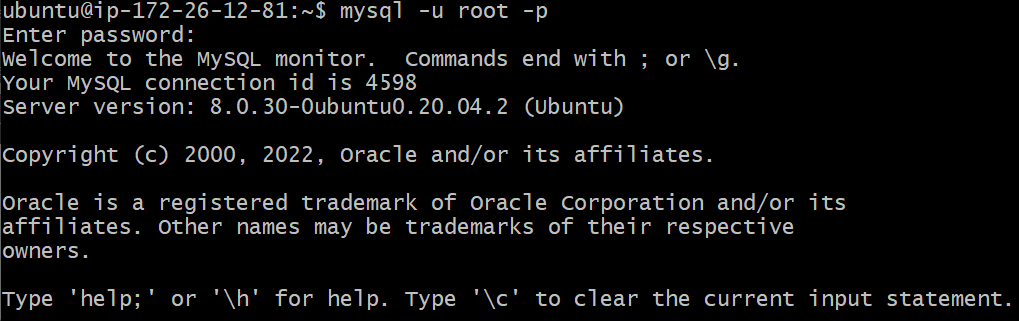 ubuntu@ip-172-26-12-81:~$ mysql -u root -p
Enter password:
Welcome to the MySQL monitor.  Commands end with ; or \g.
Your MySQL connection id is 4598
Server version: 8.0.30-0ubuntu0.20.04.2 (Ubuntu)

Copyright (c) 2000, 2022, Oracle and/or its affiliates.

Oracle is a registered trademark of Oracle Corporation and/or its
affiliates. Other names may be trademarks of their respective
owners.

Type 'help;' or '\h' for help. Type '\c' to clear the current input statement.